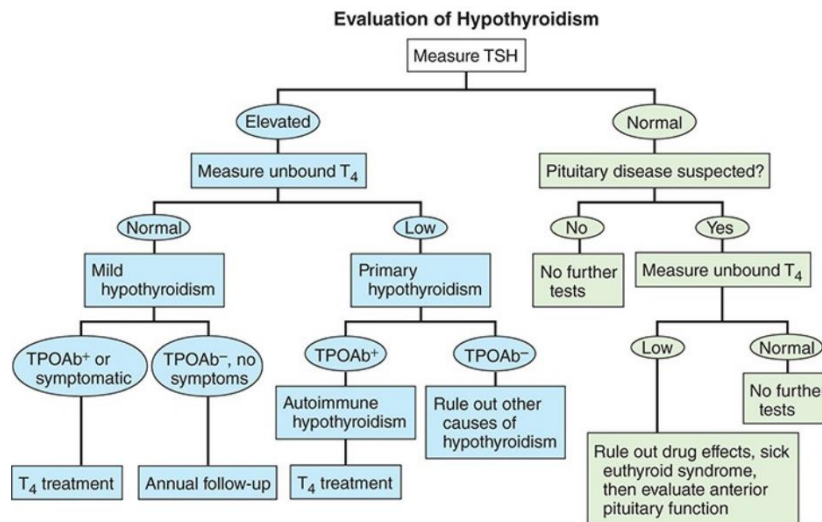 Evaluation of Hypothyroidism
Measure TSH
Elevated
Normal
Measure unbound T₄
Pituitary disease suspected?
Normal
Low
No
Yes
Mild
hypothyroidism
Primary
hypothyroidism
No further
tests
Measure unbound T₄
TPOAb⁺ or
symptomatic
TPOAb⁻, no
symptoms
TPOAb⁺
TPOAb⁻
Low
Normal
Autoimmune
hypothyroidism
Rule out other
causes of
hypothyroidism
No further
tests
T₄ treatment
Annual follow-up
T₄ treatment
Rule out drug effects, sick
euthyroid syndrome,
then evaluate anterior
pituitary function